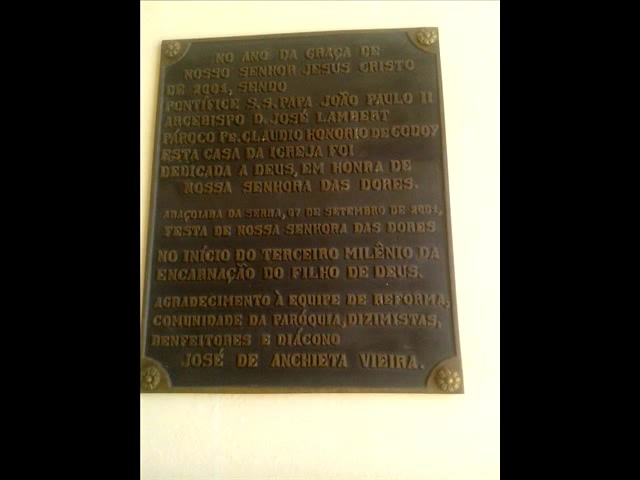 NO ANO DA GRAÇA DE
NOSSO SENHOR JESUS CRISTO
DE 2001, SENDO
PONTÍFICE S.S. PAPA JOÃO PAULO II
ARCEBISPO D. JOSÉ LAMBERT
PÁROCO Pe. CLAUDIO HONORIO DE GODOY
ESTA CASA DA IGREJA FOI
DEDICADA A DEUS, EM HONRA DE
NOSSA SENHORA DAS DORES.
ARAÇOIABA DA SERRA, 07 DE SETEMBRO DE 2001,
FESTA DE NOSSA SENHORA DAS DORES
NO INÍCIO DO TERCEIRO MILÊNIO DA
ENCARNAÇÃO DO FILHO DE DEUS.
AGRADECIMENTO À EQUIPE DE REFORMA,
COMUNIDADE DA PARÓQUIA, DIZIMISTAS,
BENFEITORES E DIÁCONO
JOSÉ DE ANCHIETA VIEIRA.